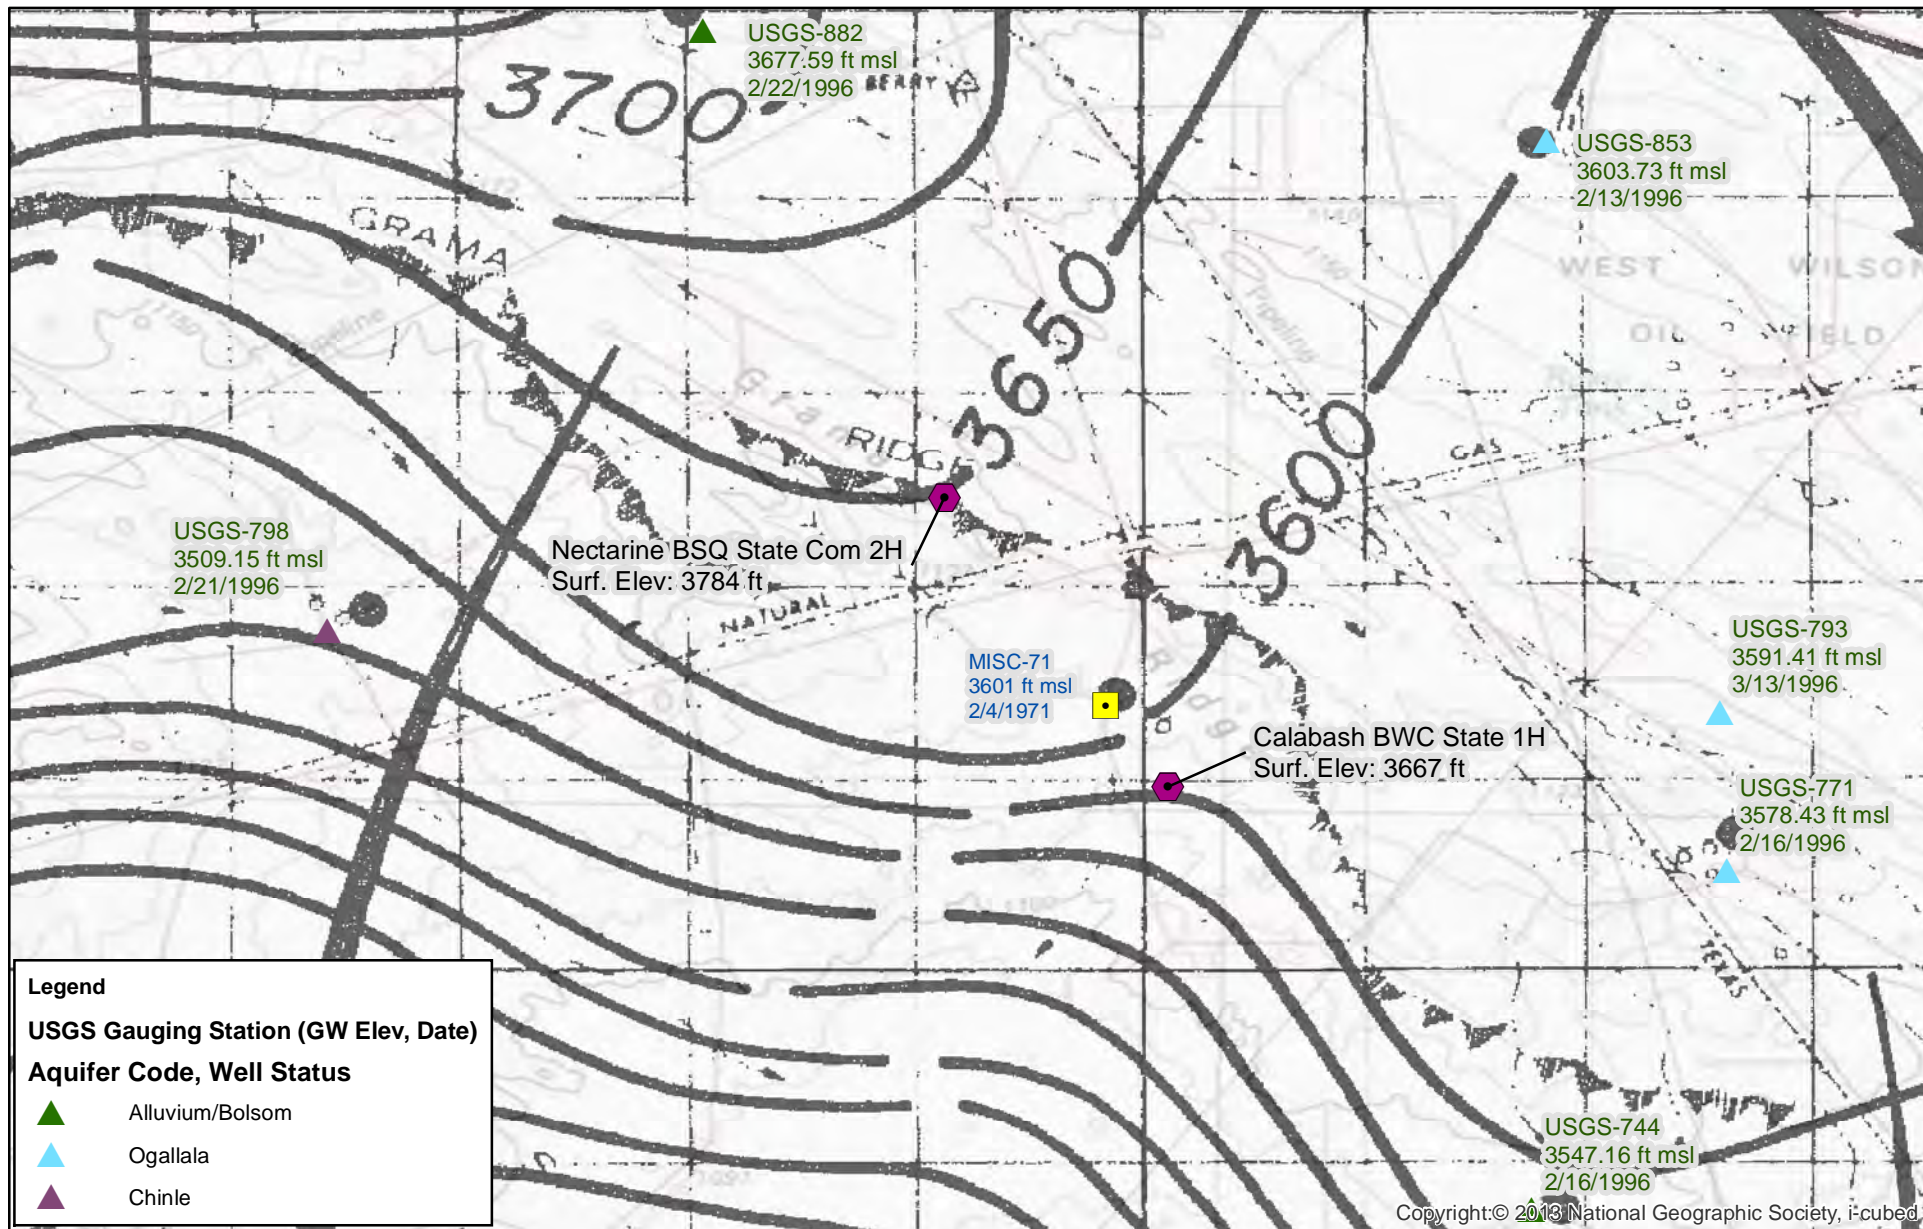 USGS-882
3677.59 ft msl
2/22/1996
BERRY
3700
USGS-853
3603.73 ft msl
2/13/1996
GRAMA
WEST WILSON
OIL FIELD
Pipeline
Pipeline
3650
RIDGE
3600
GAS
USGS-798
3509.15 ft msl
2/21/1996
Nectarine BSQ State Com 2H
Surf. Elev: 3784 ft
NATURAL
USGS-793
3591.41 ft msl
3/13/1996
MISC-71
3601 ft msl
2/4/1971
Ridge
Calabash BWC State 1H
Surf. Elev: 3667 ft
USGS-771
3578.43 ft msl
2/16/1996
TEXAS
Legend
USGS Gauging Station (GW Elev, Date)
Aquifer Code, Well Status
Alluvium/Bolsom
Ogallala
Chinle
USGS-744
3547.16 ft msl
2/16/1996
Copyright:© 2013 National Geographic Society, i-cubed